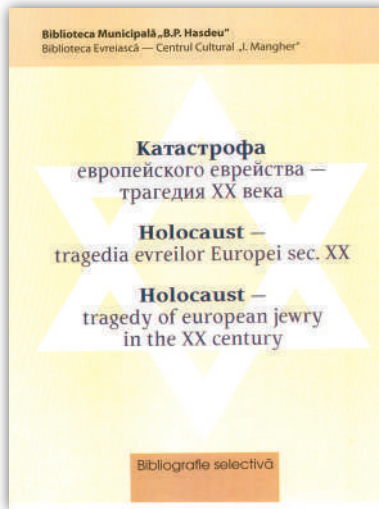 Biblioteca Municipală „B.P. Hasdeu”
Biblioteca Evreiască — Centrul Cultural „I. Mangher”
Катастрофа
европейского еврейства —
трагедия XX века
Holocaust —
tragedia evreilor Europei sec. XX
Holocaust —
tragedy of european jewry
in the XX century
Bibliografie selectivă